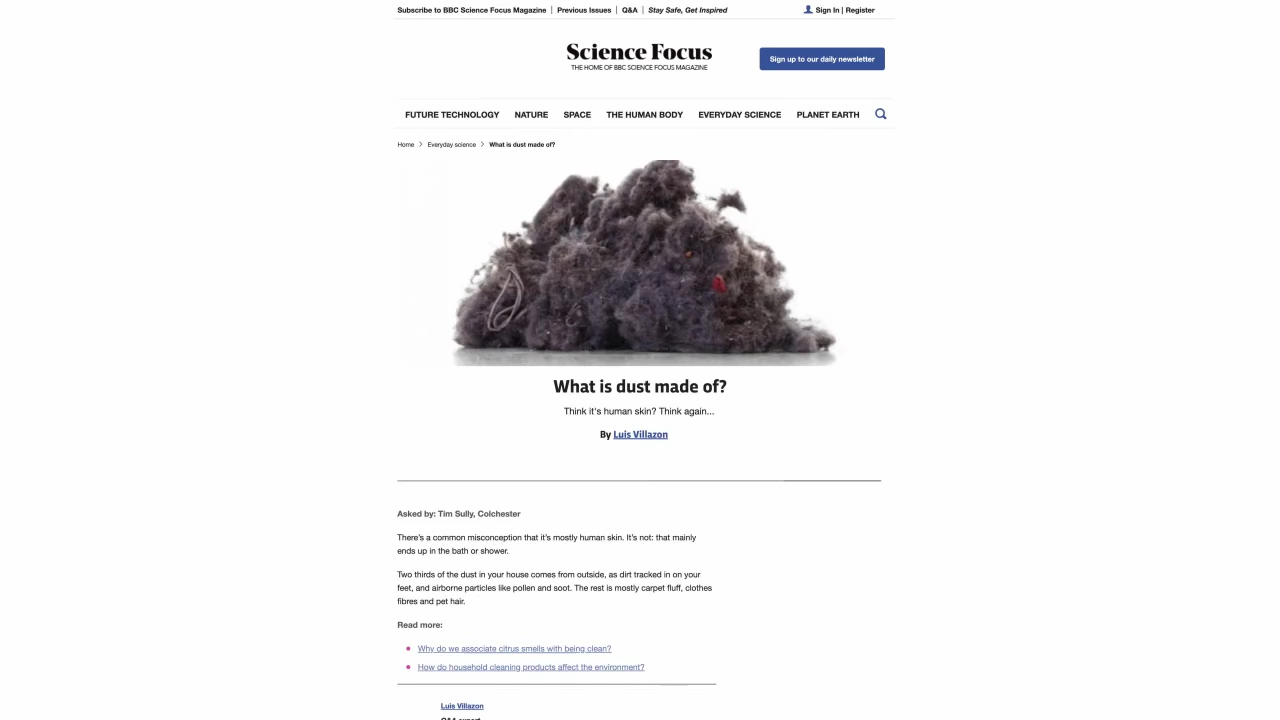 Subscribe to BBC Science Focus Magazine | Previous Issues | Q&A | Stay Safe, Get Inspired
Sign In | Register
Science Focus
THE HOME OF BBC SCIENCE FOCUS MAGAZINE
Sign up to our daily newsletter
FUTURE TECHNOLOGY NATURE SPACE THE HUMAN BODY EVERYDAY SCIENCE PLANET EARTH
Home > Everyday science > What is dust made of?
What is dust made of?
Think it's human skin? Think again...
By Luis Villazon
Asked by: Tim Sully, Colchester
There's a common misconception that it's mostly human skin. It's not: that mainly
ends up in the bath or shower.
Two thirds of the dust in your house comes from outside, as dirt tracked in on your
feet, and airborne particles like pollen and soot. The rest is mostly carpet fluff, clothes
fibres and pet hair.
Read more:
Why do we associate citrus smells with being clean?
How do household cleaning products affect the environment?
Luis Villazon